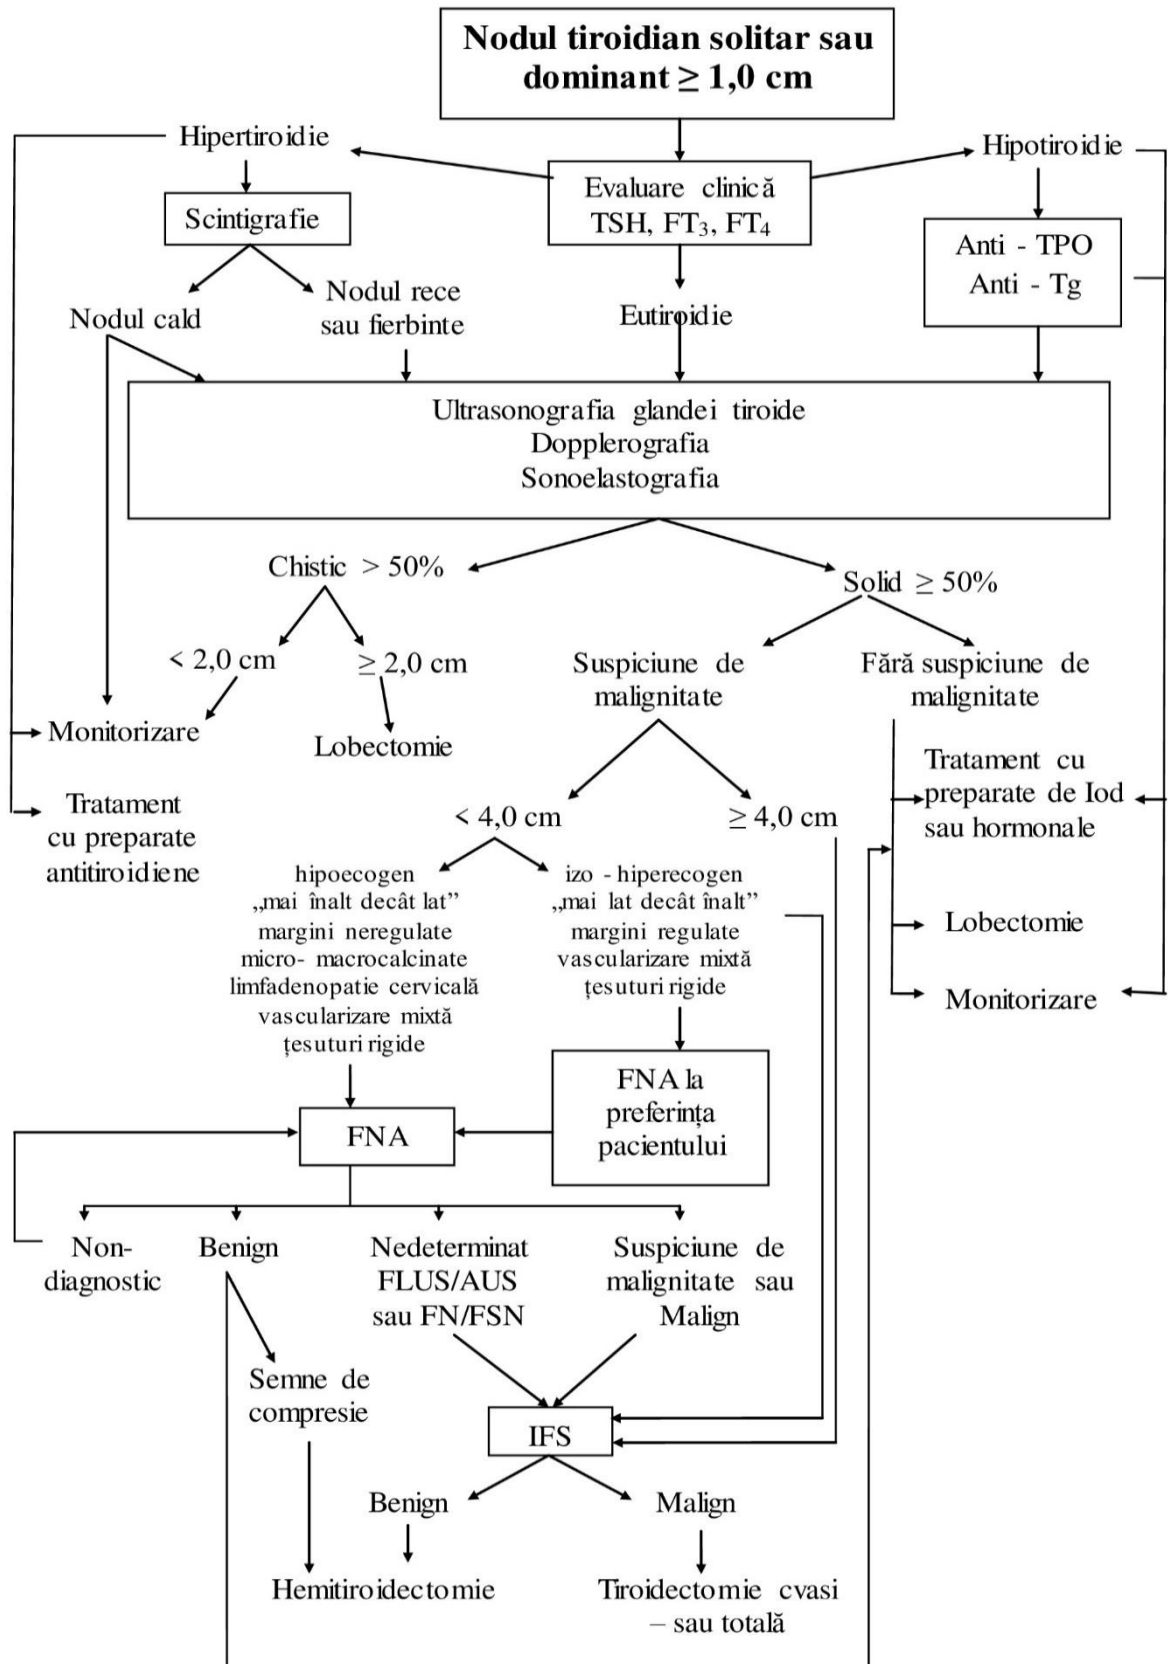 Nodul tiroidian solitar sau
dominant ≥ 1,0 cm
Hipertiroidie
Hipotiroidie
Evaluare clinică
TSH, FT₃, FT₄
Scintigrafie
Anti - TPO
Anti - Tg
Nodul cald
Nodul rece
sau fierbinte
Eutiroidie
Ultrasonografia glandei tiroide
Dopplerografia
Sonoelastografia
Chistic > 50%
Solid ≥ 50%
< 2,0 cm
≥ 2,0 cm
Suspiciune de
malignitate
Fără suspiciune de
malignitate
Monitorizare
Lobectomie
Tratament
cu preparate
antitiroidiene
< 4,0 cm
≥ 4,0 cm
Tratament cu
preparate de Iod
sau hormonale
Lobectomie
Monitorizare
hipoecogen
„mai înalt decât lat”
margini neregulate
micro- macrocalcinate
limfadenopatie cervicală
vascularizare mixtă
țesuturi rigide
izo - hiperecogen
„mai lat decât înalt”
margini regulate
vascularizare mixtă
țesuturi rigide
FNA
FNA la
preferința
pacientului
Non-
diagnostic
Benign
Nedeterminat
FLUS/AUS
sau FN/FSN
Suspiciune de
malignitate sau
Malign
Semne de
compresie
IFS
Benign
Malign
Hemitiroidectomie
Tiroidectomie cvasi
– sau totală